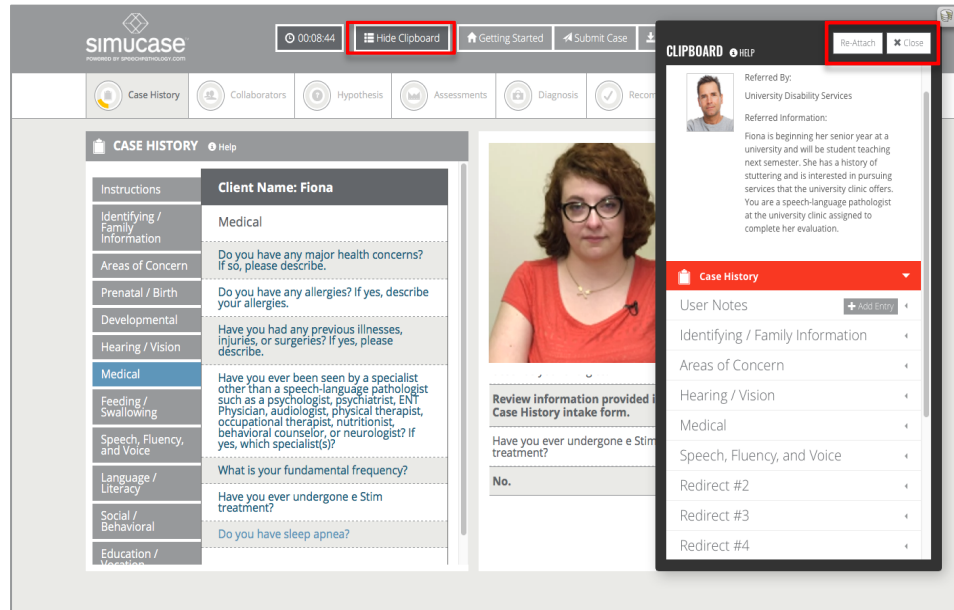 simucase
POWERED BY SPEECHPATHOLOGY.COM
00:08:44
Hide Clipboard
Getting Started
Submit Case
Case History
Collaborators
Hypothesis
Assessments
Diagnosis
Recom
CASE HISTORY Help
Instructions
Identifying /
Family
Information
Areas of Concern
Prenatal / Birth
Developmental
Hearing / Vision
Medical
Feeding /
Swallowing
Speech, Fluency,
and Voice
Language /
Literacy
Social /
Behavioral
Education /
Client Name: Fiona
Medical
Do you have any major health concerns?
If so, please describe.
Do you have any allergies? If yes, describe
your allergies.
Have you had any previous illnesses,
injuries, or surgeries? If yes, please
describe.
Have you ever been seen by a specialist
other than a speech-language pathologist
such as a psychologist, psychiatrist, ENT
Physician, audiologist, physical therapist,
occupational therapist, nutritionist,
behavioral counselor, or neurologist? If
yes, which specialist(s)?
What is your fundamental frequency?
Have you ever undergone e Stim
treatment?
Do you have sleep apnea?
Review information provided i
Case History intake form.
Have you ever undergone e Stim
treatment?
No.
CLIPBOARD HELP
Re-Attach
Close
Referred By:
University Disability Services
Referred Information:
Fiona is beginning her senior year at a
university and will be student teaching
next semester. She has a history of
stuttering and is interested in pursuing
services that the university clinic offers.
You are a speech-language pathologist
at the university clinic assigned to
complete her evaluation.
Case History
User Notes
Add Entry
Identifying / Family Information
Areas of Concern
Hearing / Vision
Medical
Speech, Fluency, and Voice
Redirect #2
Redirect #3
Redirect #4